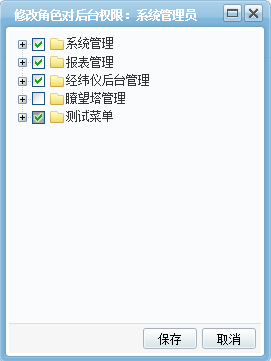 修改角色对后台权限：系统管理员
系统管理
报表管理
经纬仪后台管理
瞭望塔管理
测试菜单
保存 取消